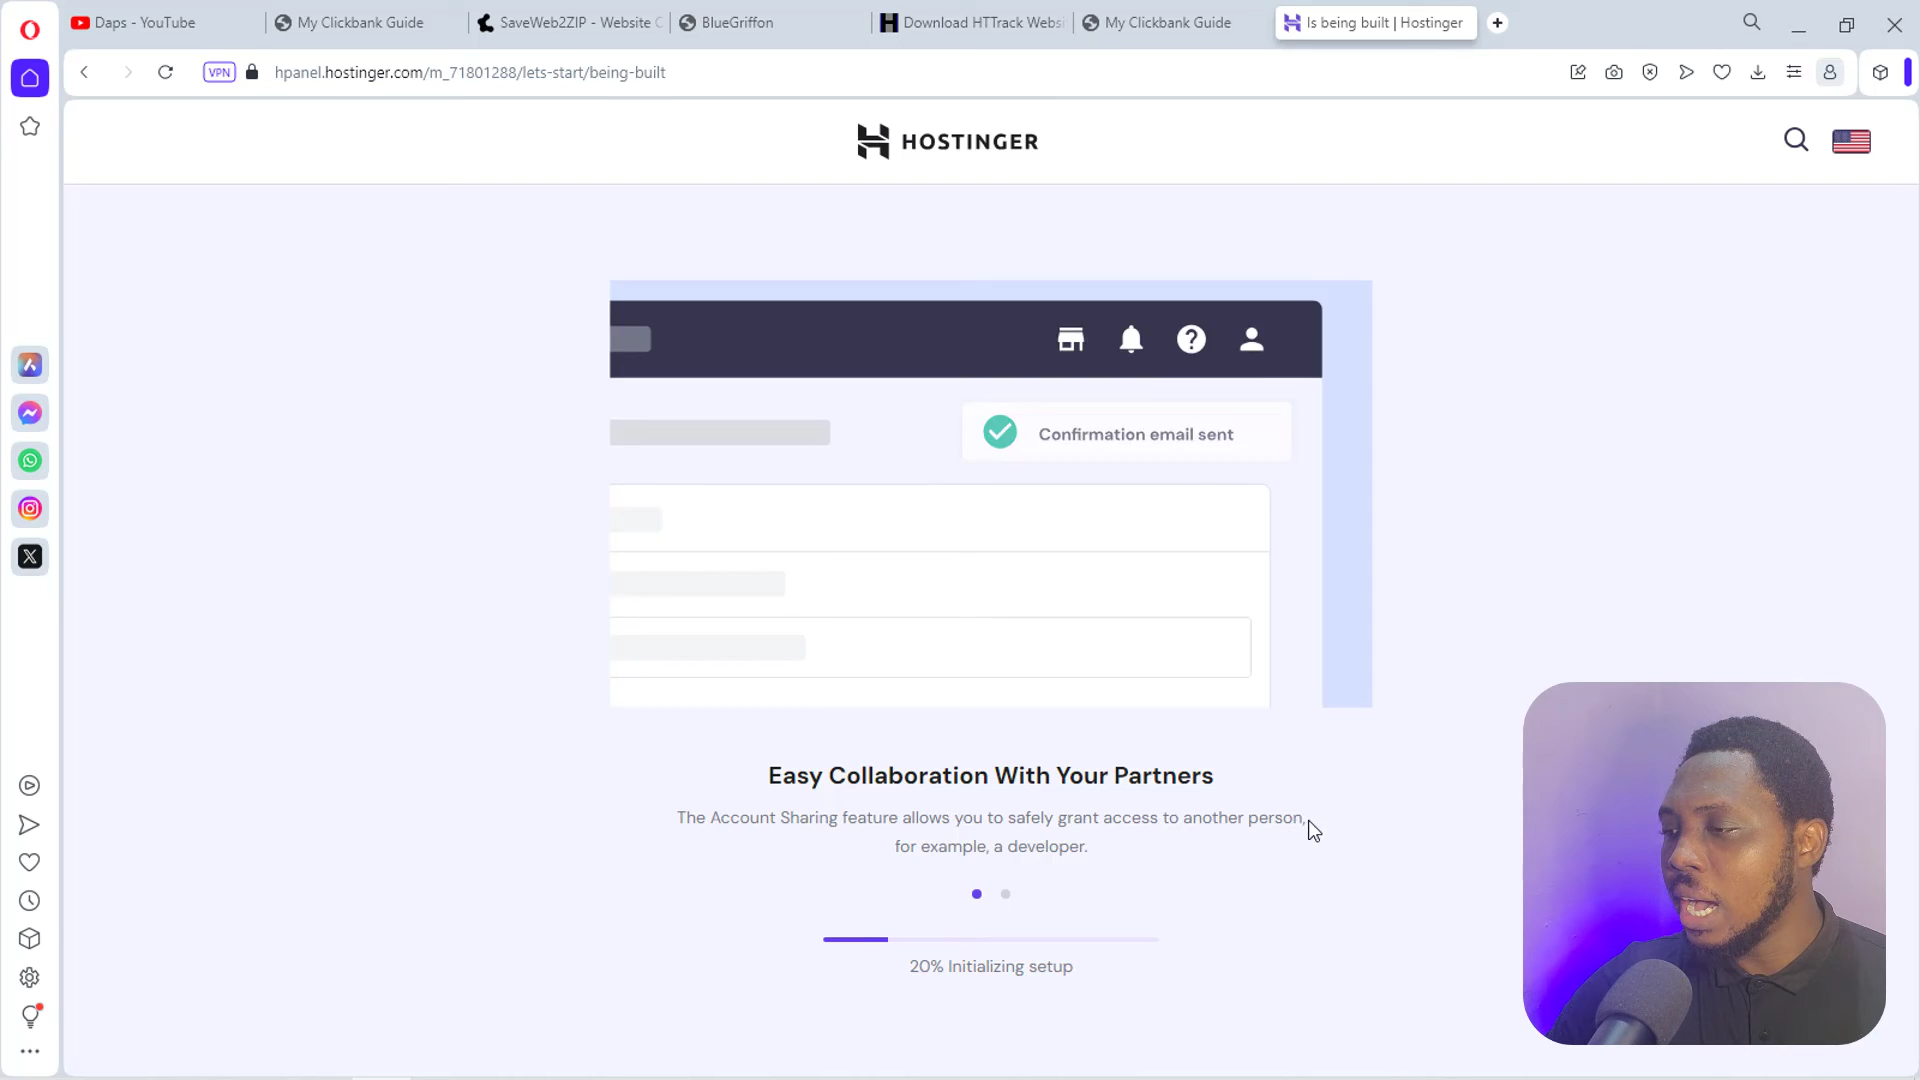 Daps - YouTube
My Clickbank Guide
SaveWeb2ZIP - Website C
BlueGriffon
Download HTTrack Websi
My Clickbank Guide
Is being built | Hostinger
VPN
hpanel.hostinger.com/m_71801288/lets-start/being-built
HOSTINGER
Confirmation email sent
Easy Collaboration With Your Partners
The Account Sharing feature allows you to safely grant access to another person,
for example, a developer.
20% Initializing setup